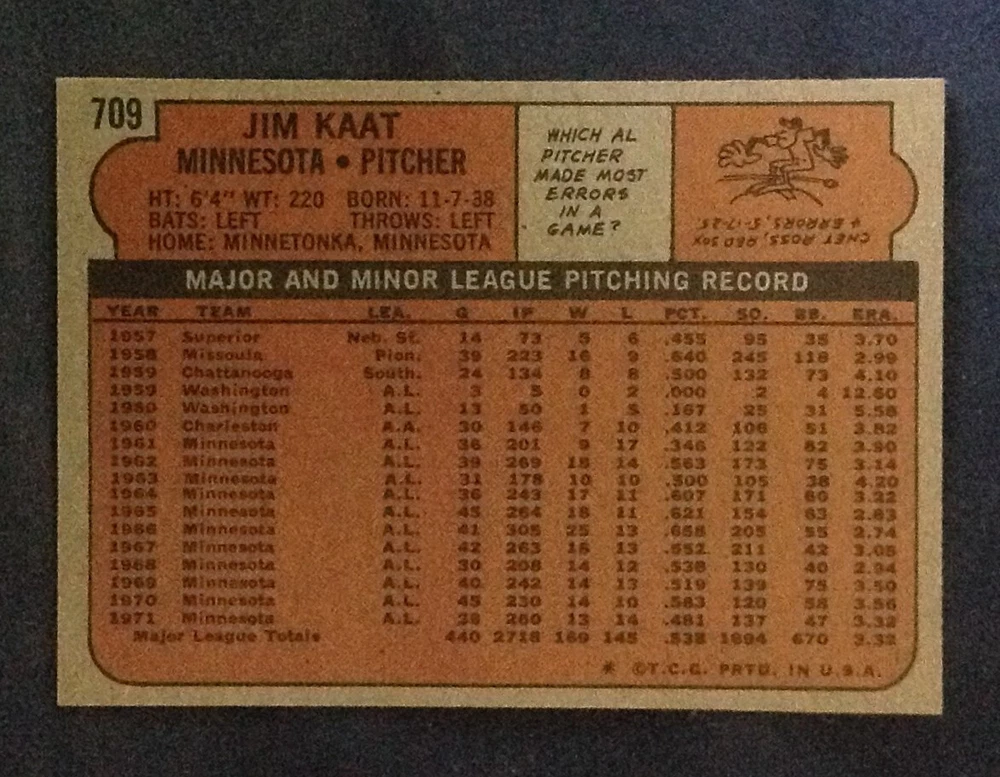 709
JIM KAAT
MINNESOTA • PITCHER
HT: 6'4" WT: 220 BORN: 11-7-38
BATS: LEFT THROWS: LEFT
HOME: MINNETONKA, MINNESOTA
WHICH AL
PITCHER
MADE MOST
ERRORS
IN A
GAME?
CHET ROSS, RED SOX
4 ERRORS, 5-17-25.
MAJOR AND MINOR LEAGUE PITCHING RECORD
YEAR TEAM LEA. G IP W L PCT. SO. BB. ERA.
1957 Superior Neb. St. 14 73 5 6 .455 95 35 3.70
1958 Missoula Pion. 39 223 16 9 .640 245 118 2.99
1959 Chattanooga South. 24 134 8 8 .500 132 73 4.10
1959 Washington A.L. 3 5 0 2 .000 2 4 12.60
1960 Washington A.L. 13 50 1 5 .167 25 31 5.58
1960 Charleston A.A. 30 146 7 10 .412 106 51 3.82
1961 Minnesota A.L. 36 201 9 17 .346 122 82 3.90
1962 Minnesota A.L. 39 269 18 14 .563 173 75 3.14
1963 Minnesota A.L. 31 178 10 10 .500 105 38 4.20
1964 Minnesota A.L. 36 243 17 11 .607 171 60 3.22
1965 Minnesota A.L. 45 264 18 11 .621 154 63 2.83
1966 Minnesota A.L. 41 305 25 13 .658 205 55 2.74
1967 Minnesota A.L. 42 263 16 13 .552 211 42 3.05
1968 Minnesota A.L. 30 208 14 12 .538 130 40 2.94
1969 Minnesota A.L. 40 242 14 13 .519 139 75 3.50
1970 Minnesota A.L. 45 230 14 10 .583 120 58 3.56
1971 Minnesota A.L. 39 260 13 14 .481 137 47 3.32
Major League Totals 440 2718 169 145 .538 1694 670 3.32
* ©T.C.G. PRTD. IN U.S.A.